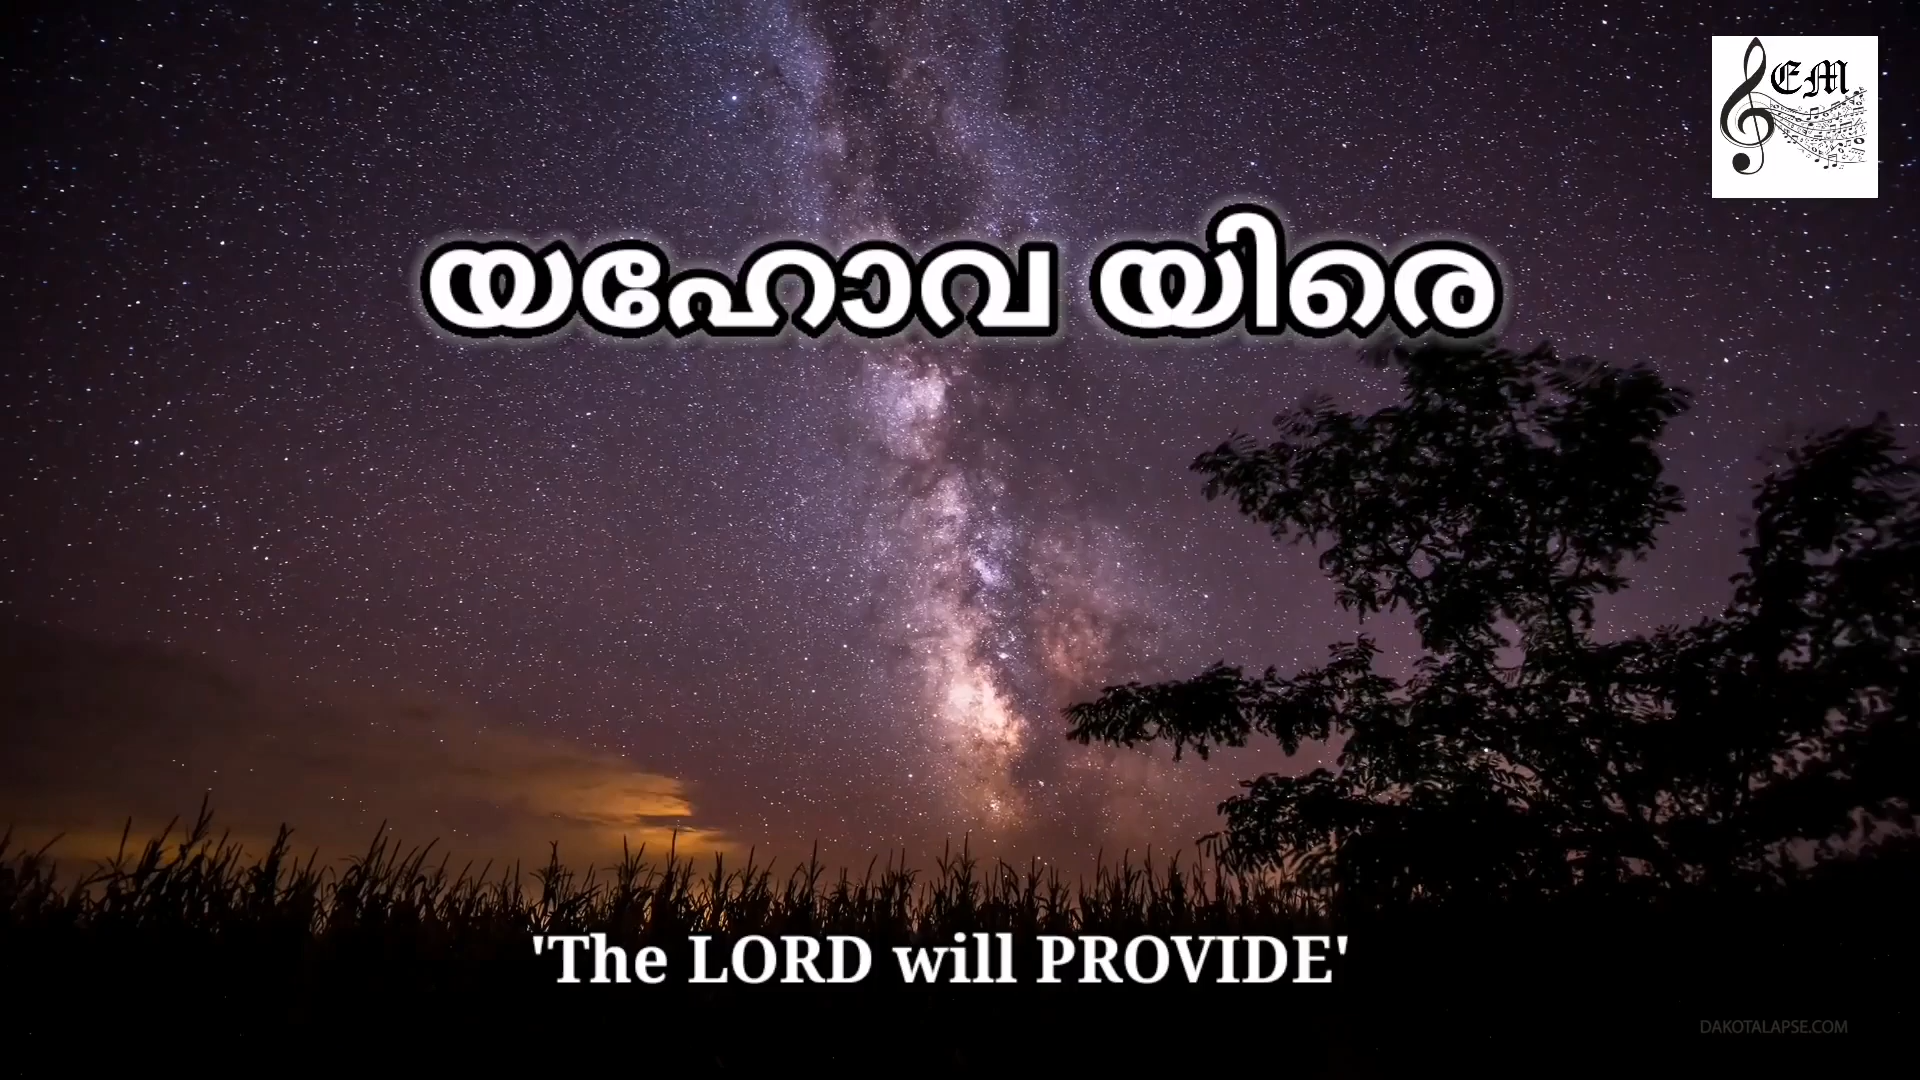 EM
യഹോവ യിരെ
'The LORD will PROVIDE'
DAKOTALAPSE.COM